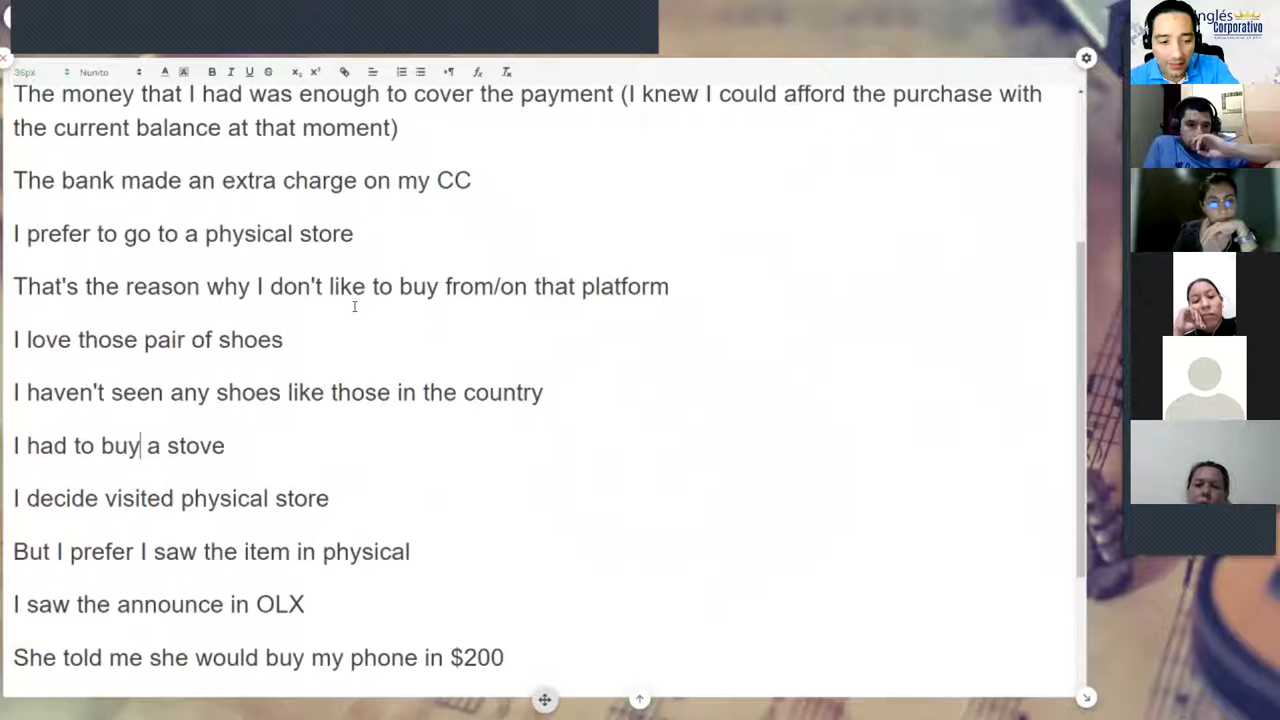 Inglés
Corporativo
36px Nunito
The money that I had was enough to cover the payment (I knew I could afford the purchase with
the current balance at that moment)
The bank made an extra charge on my CC
I prefer to go to a physical store
That's the reason why I don't like to buy from/on that platform
I love those pair of shoes
I haven't seen any shoes like those in the country
I had to buy a stove
I decide visited physical store
But I prefer I saw the item in physical
I saw the announce in OLX
She told me she would buy my phone in $200